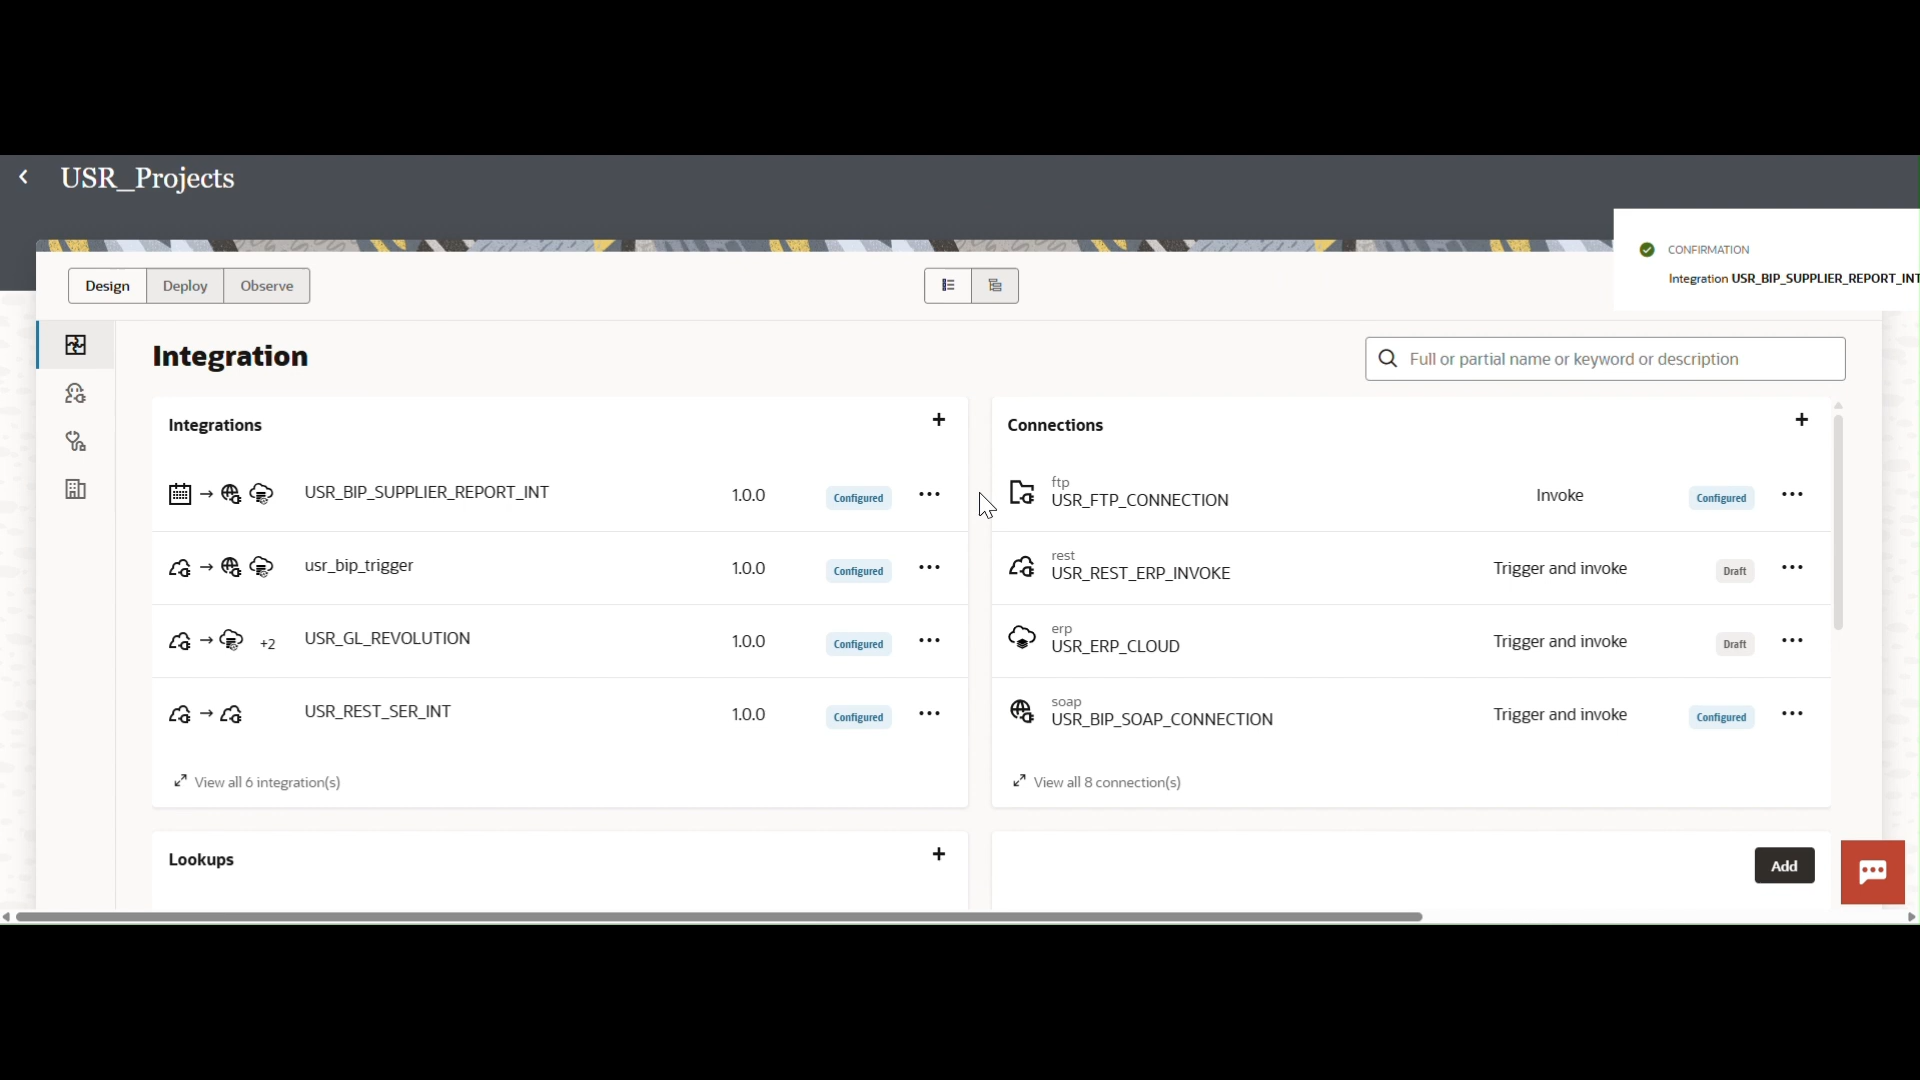 USR_Projects
CONFIRMATION
Integration USR_BIP_SUPPLIER_REPORT_INT
Design
Deploy
Observe
Integration
Full or partial name or keyword or description
Integrations
+
USR_BIP_SUPPLIER_REPORT_INT
1.0.0
Configured
usr_bip_trigger
1.0.0
Configured
+2
USR_GL_REVOLUTION
1.0.0
Configured
USR_REST_SER_INT
1.0.0
Configured
View all 6 integration(s)
Connections
+
ftp
USR_FTP_CONNECTION
Invoke
Configured
rest
USR_REST_ERP_INVOKE
Trigger and invoke
Draft
erp
USR_ERP_CLOUD
Trigger and invoke
Draft
soap
USR_BIP_SOAP_CONNECTION
Trigger and invoke
Configured
View all 8 connection(s)
Lookups
+
Add